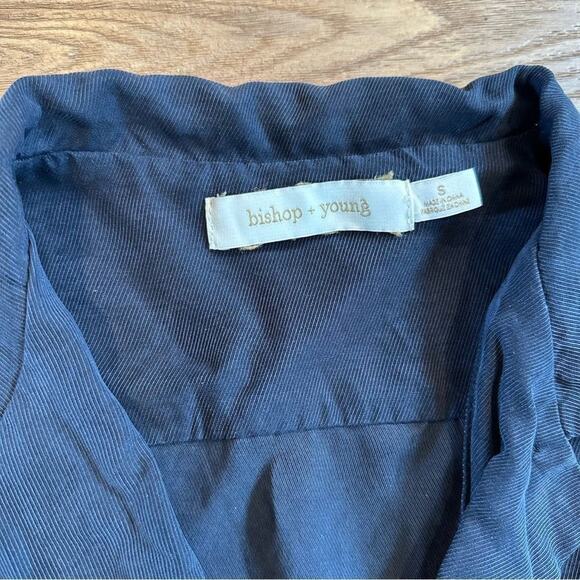 bishop + young
S
MADE IN CHINA
FABRIQUÉ EN CHINE